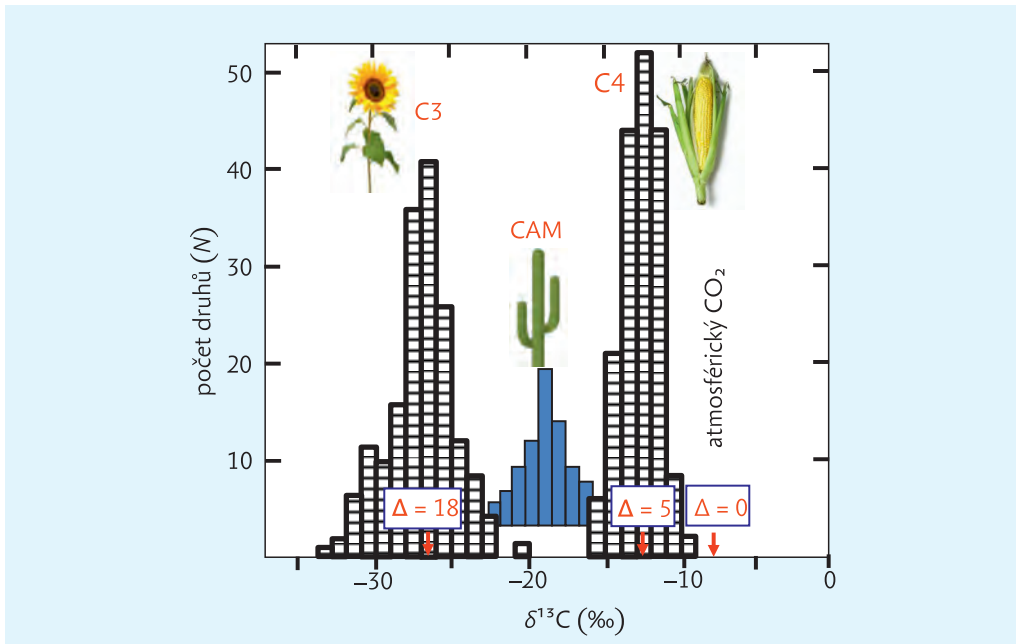 50
40
30
20
10
počet druhů (N)
C3
C4
CAM
atmosférický CO₂
Δ = 18
Δ = 5
Δ = 0
–30
–20
–10
0
δ¹³C (‰)